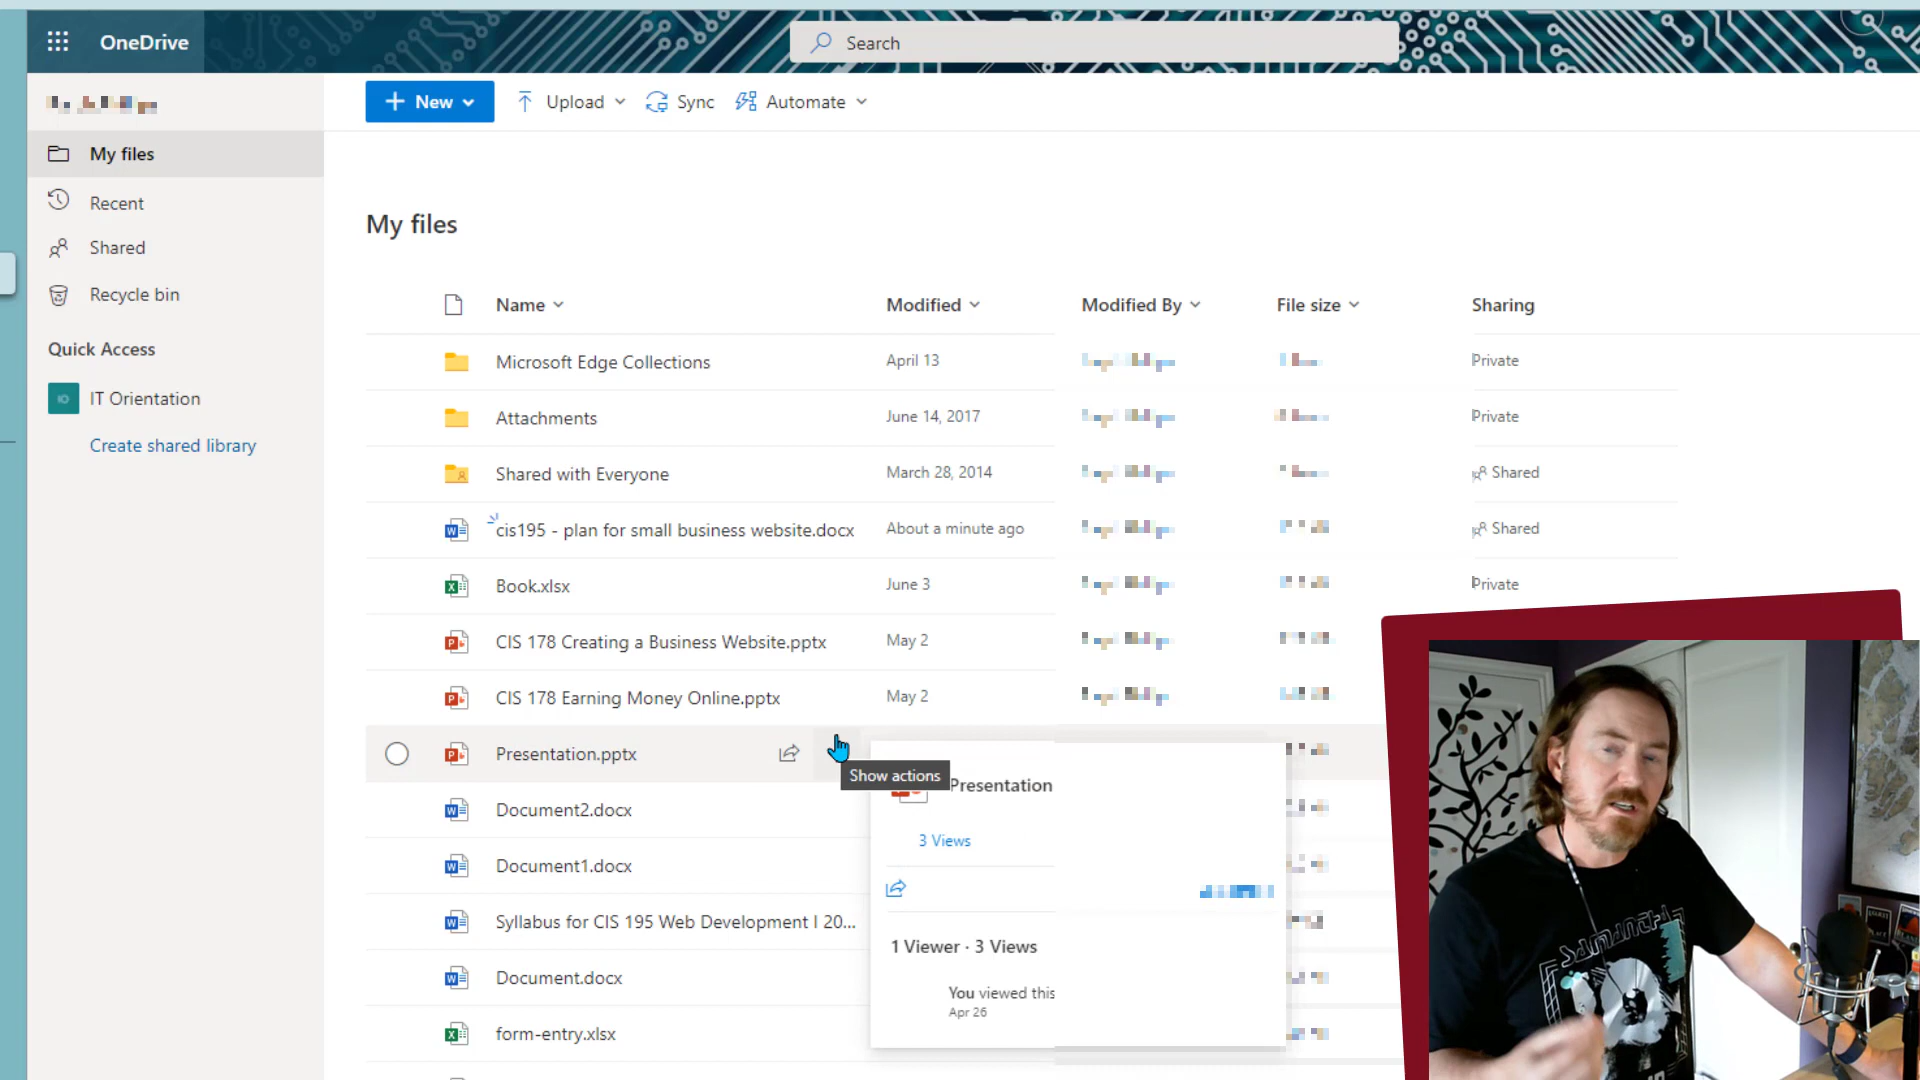 OneDrive
Search
New
Upload
Sync
Automate
My files
Recent
Shared
Recycle bin
Quick Access
IO
IT Orientation
Create shared library
My files
Name
Modified
Modified By
File size
Sharing
Microsoft Edge Collections
April 13
Private
Attachments
June 14, 2017
Private
Shared with Everyone
March 28, 2014
Shared
cis195 - plan for small business website.docx
About a minute ago
Shared
Book.xlsx
June 3
Private
CIS 178 Creating a Business Website.pptx
May 2
CIS 178 Earning Money Online.pptx
May 2
Presentation.pptx
Show actions
Presentation
3 Views
Document2.docx
Document1.docx
Syllabus for CIS 195 Web Development I 20...
1 Viewer · 3 Views
Document.docx
You viewed this
Apr 26
form-entry.xlsx